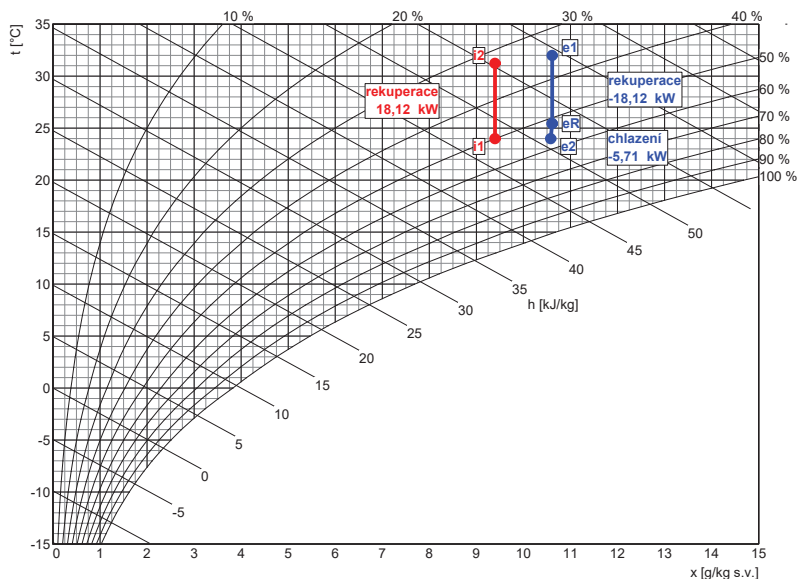 10 %
20 %
30 %
40 %
t [°C]
35
30
25
20
15
10
5
0
-5
-10
-15
50 %
60 %
70 %
80 %
90 %
100 %
i2
e1
rekuperace
18,12 kW
rekuperace
-18,12 kW
eR
i1
e2
chlazení
-5,71 kW
50
45
40
35
h [kJ/kg]
30
25
20
15
10
5
0
-5
0 1 2 3 4 5 6 7 8 9 10 11 12 13 14 15
x [g/kg s.v.]